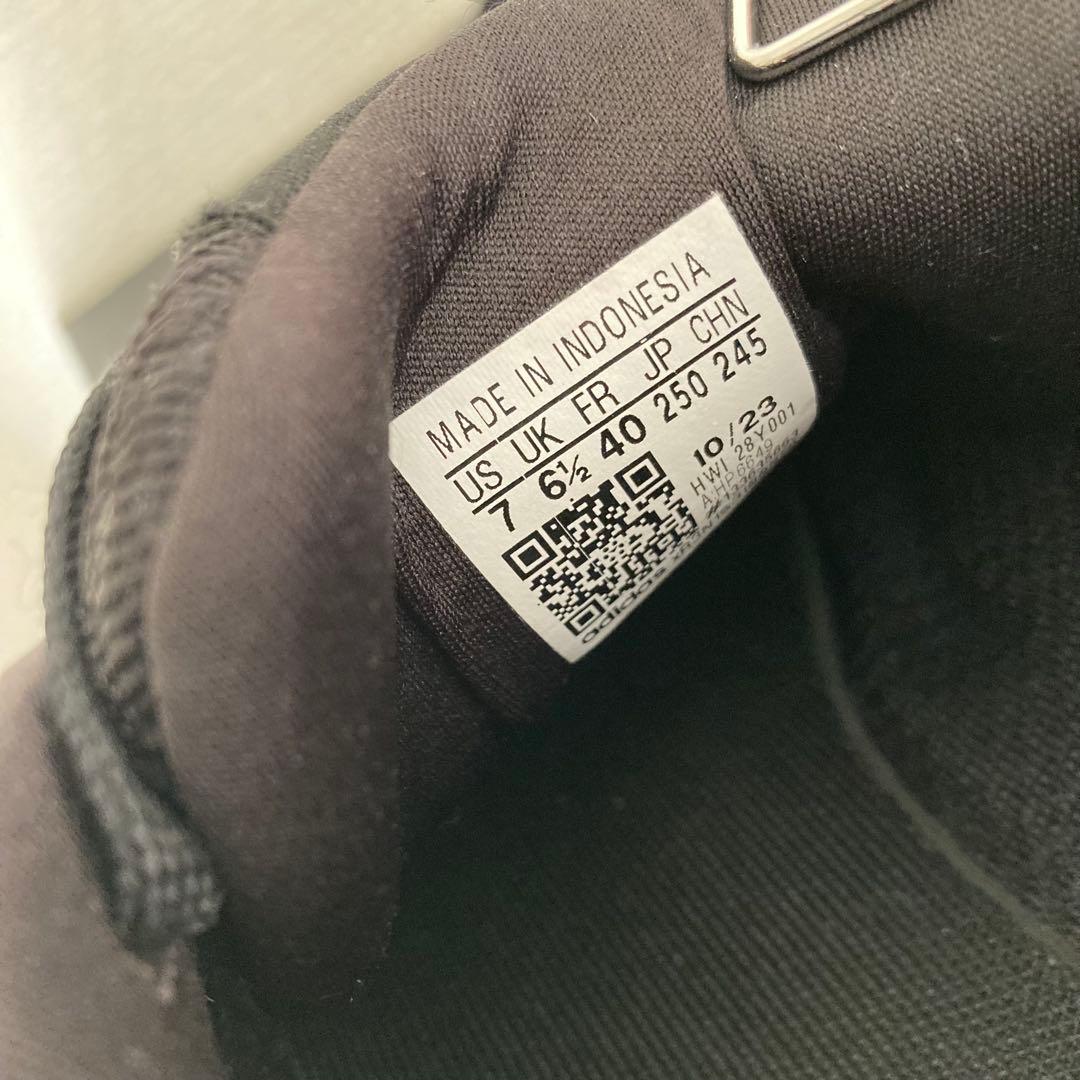 MADE IN INDONESIA
US UK FR JP CHN
7 6½ 40 250 245
10/23
HWI 28Y001
adidas